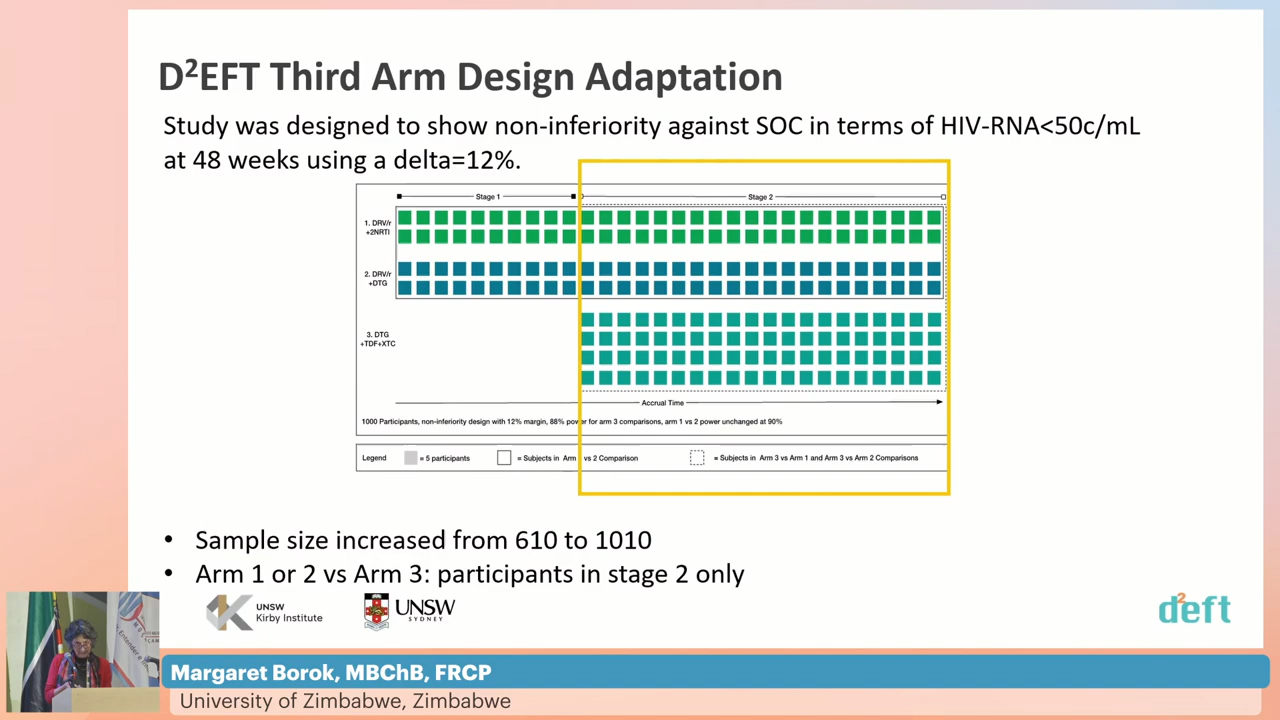 D²EFT Third Arm Design Adaptation
Study was designed to show non-inferiority against SOC in terms of HIV-RNA<50c/mL
at 48 weeks using a delta=12%.
Stage 1
Stage 2
1. DRV/r
+2NRTI
2. DRV/r
+DTG
3. DTG
+TDF+XTC
Accrual Time
1000 Participants, non-inferiority design with 12% margin, 88% power for arm 3 comparisons, arm 1 vs 2 power unchanged at 90%
Legend
= 5 participants
= Subjects in Arm vs 2 Comparison
= Subjects in Arm 3 vs Arm 1 and Arm 3 vs Arm 2 Comparisons
• Sample size increased from 610 to 1010
• Arm 1 or 2 vs Arm 3: participants in stage 2 only
UNSW
Kirby Institute
UNSW
SYDNEY
d²eft
Margaret Borok, MBChB, FRCP
University of Zimbabwe, Zimbabwe